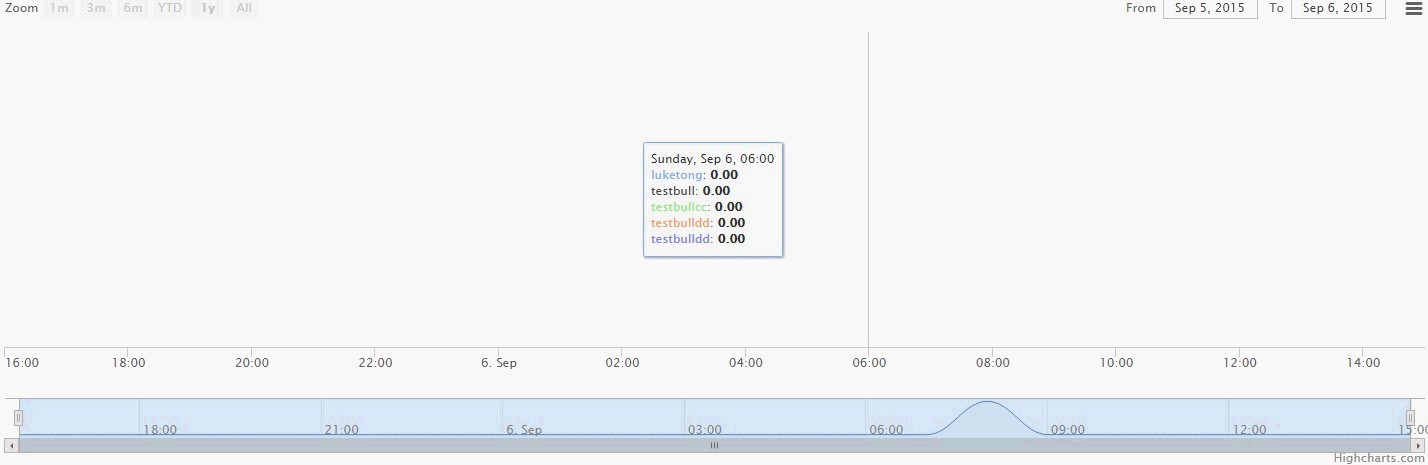 Zoom 1m 3m 6m YTD 1y All From Sep 5, 2015 To Sep 6, 2015
Sunday, Sep 6, 06:00
luketong: 0.00
testbull: 0.00
testbullcc: 0.00
testbulldd: 0.00
testbulldd: 0.00
16:00 18:00 20:00 22:00 6. Sep 02:00 04:00 06:00 08:00 10:00 12:00 14:00
18:00 21:00 6. Sep 03:00 06:00 09:00 12:00 15:00
Highcharts.com